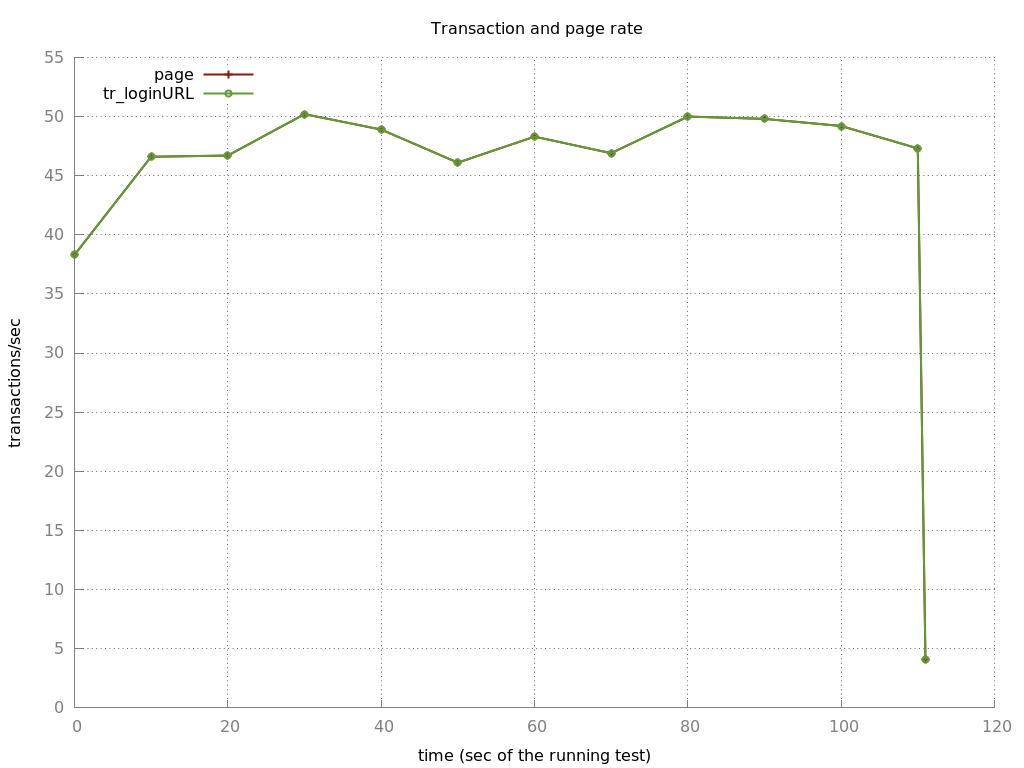 Transaction and page rate
55
50
45
40
35
30
25
20
15
10
5
0
page
tr_loginURL
transactions/sec
0 20 40 60 80 100 120
time (sec of the running test)